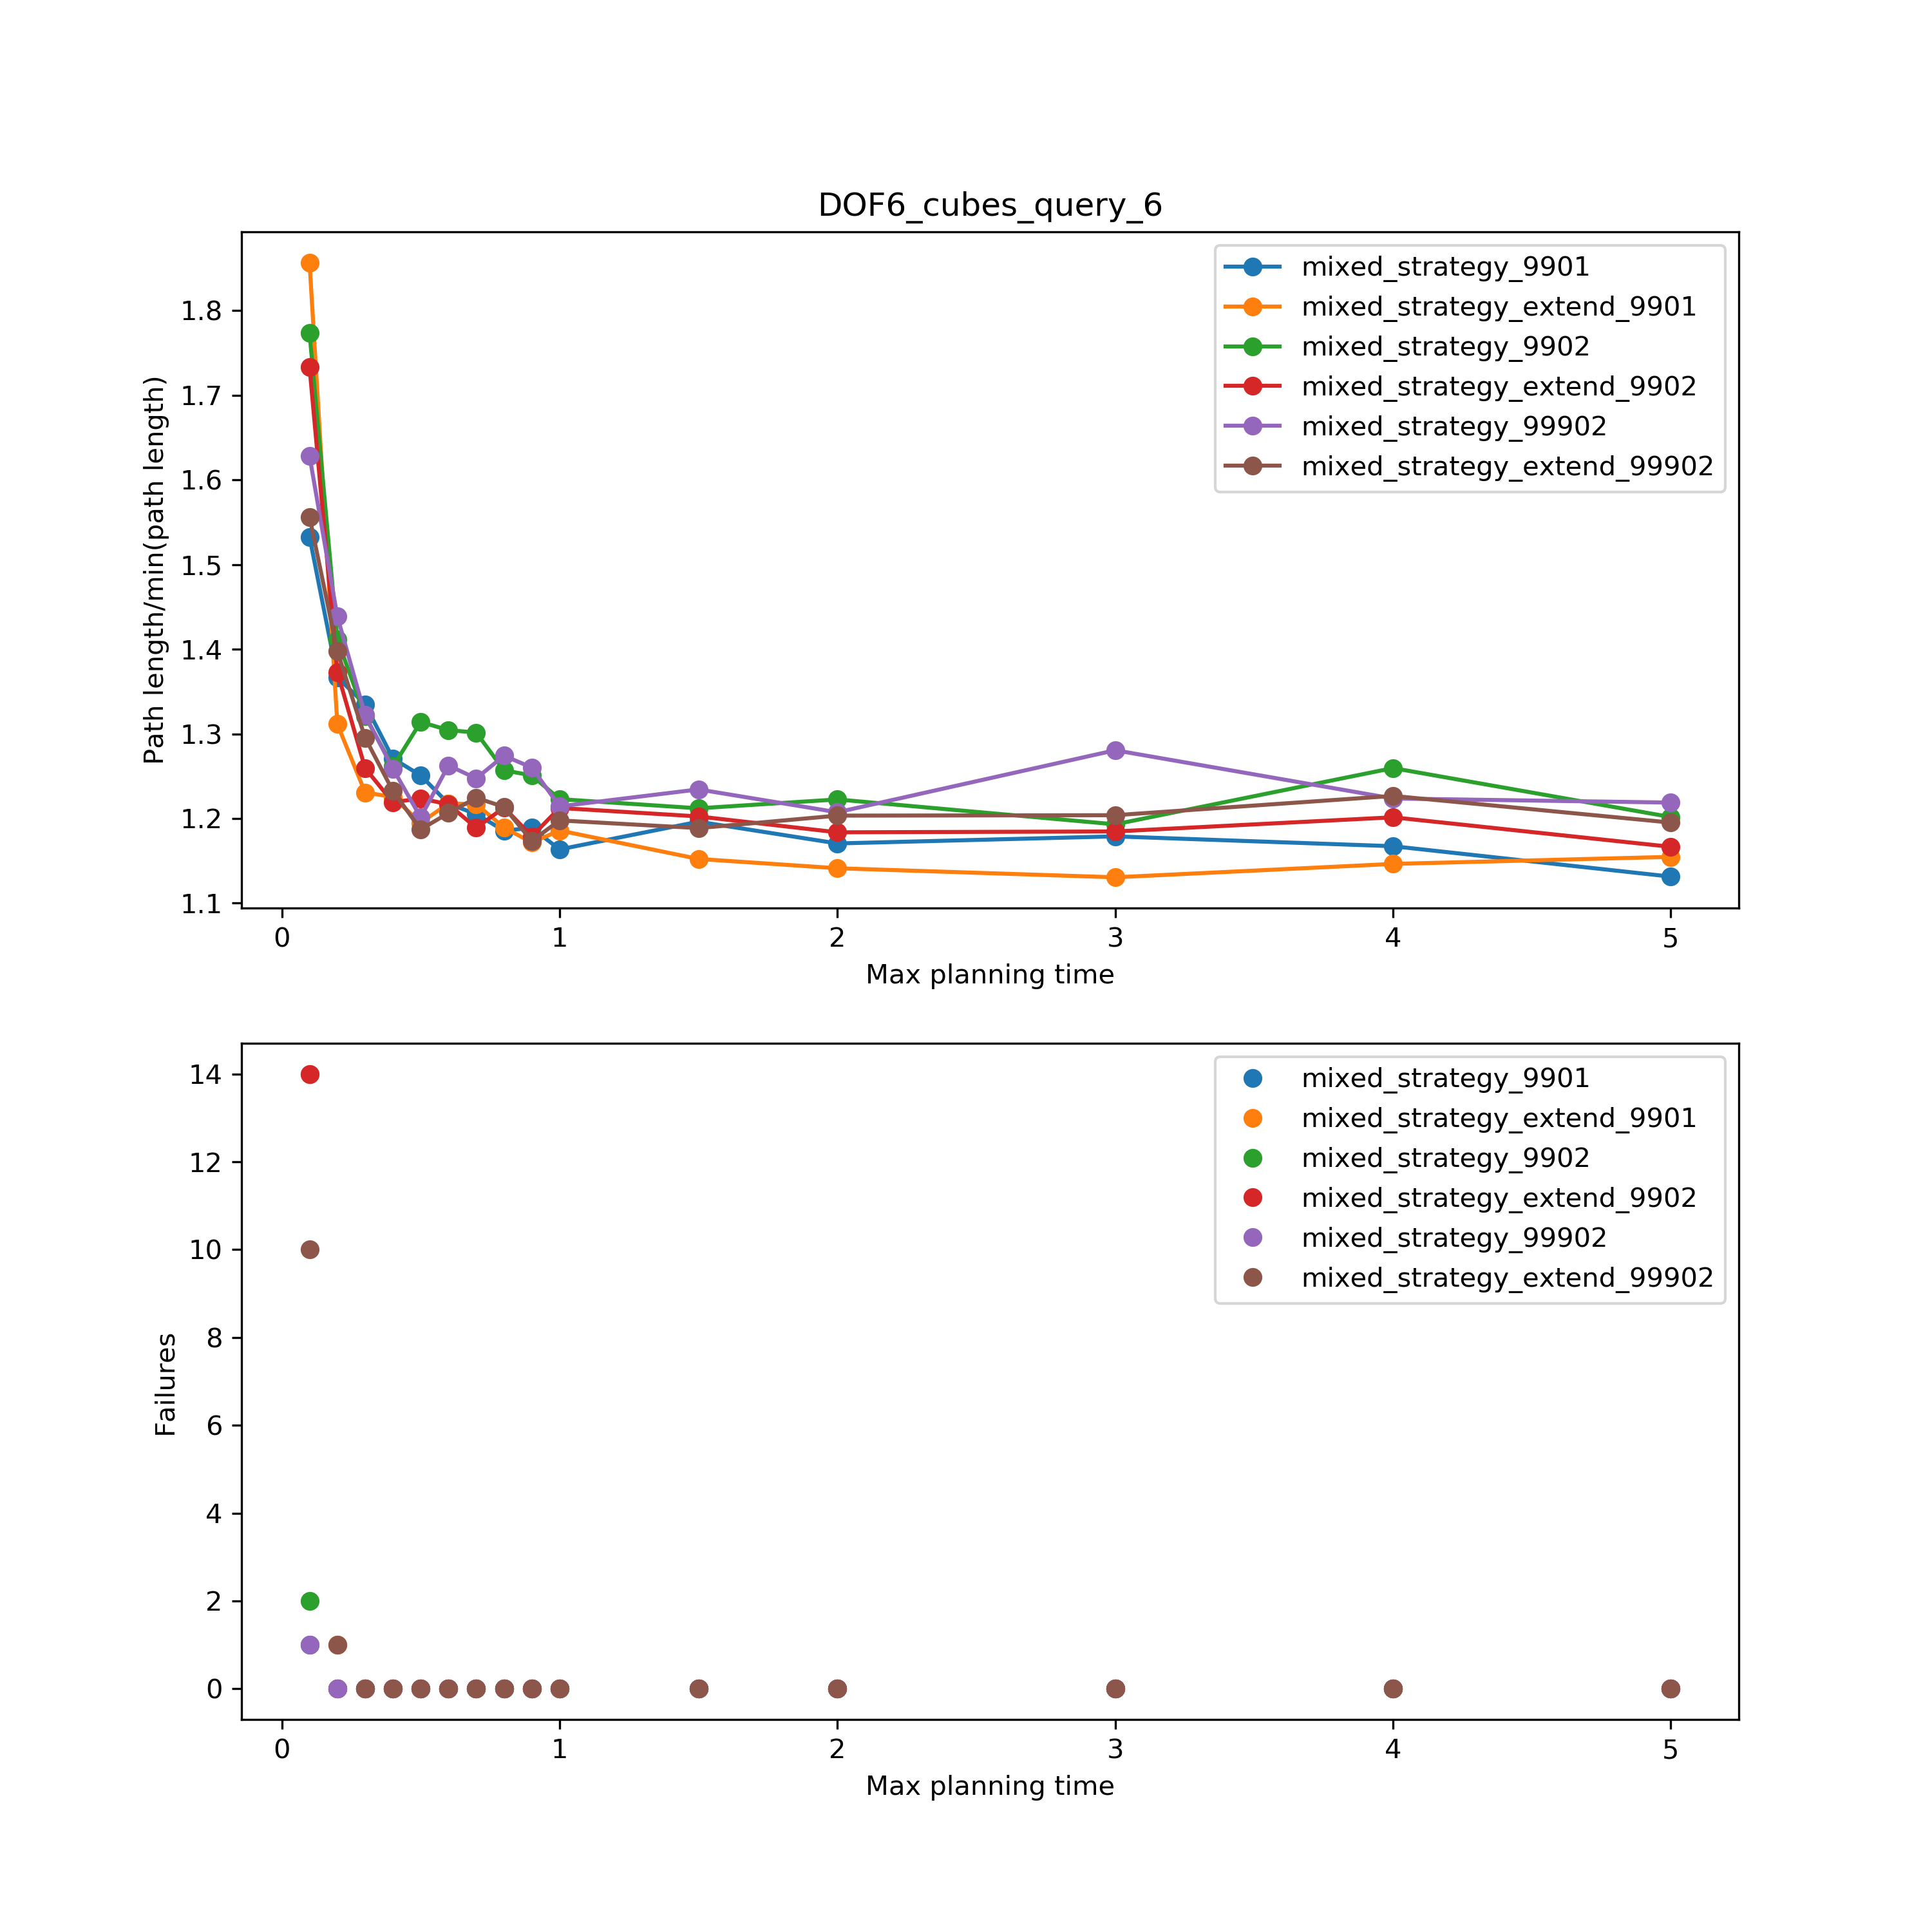 DOF6_cubes_query_6
Path length/min(path length)
1.8
1.7
1.6
1.5
1.4
1.3
1.2
1.1
mixed_strategy_9901
mixed_strategy_extend_9901
mixed_strategy_9902
mixed_strategy_extend_9902
mixed_strategy_99902
mixed_strategy_extend_99902
0 1 2 3 4 5
Max planning time
Failures
14
12
10
8
6
4
2
0
mixed_strategy_9901
mixed_strategy_extend_9901
mixed_strategy_9902
mixed_strategy_extend_9902
mixed_strategy_99902
mixed_strategy_extend_99902
0 1 2 3 4 5
Max planning time